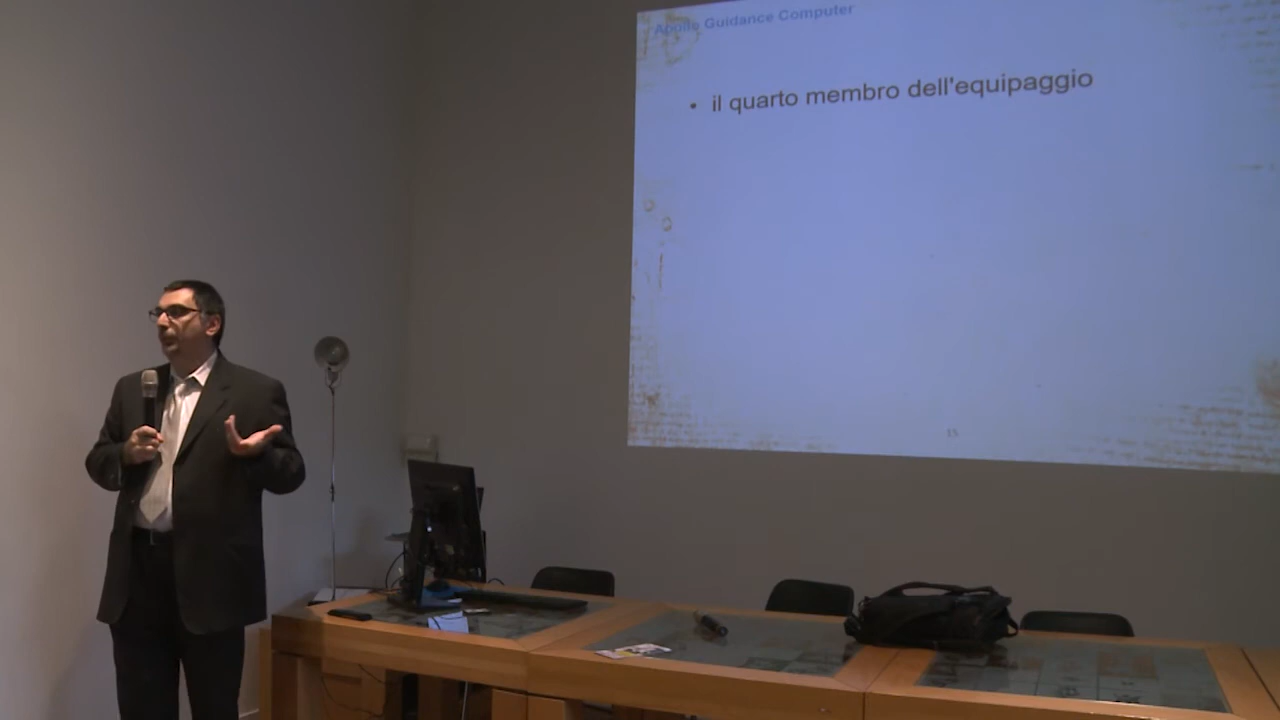 Apollo Guidance Computer
• il quarto membro dell'equipaggio